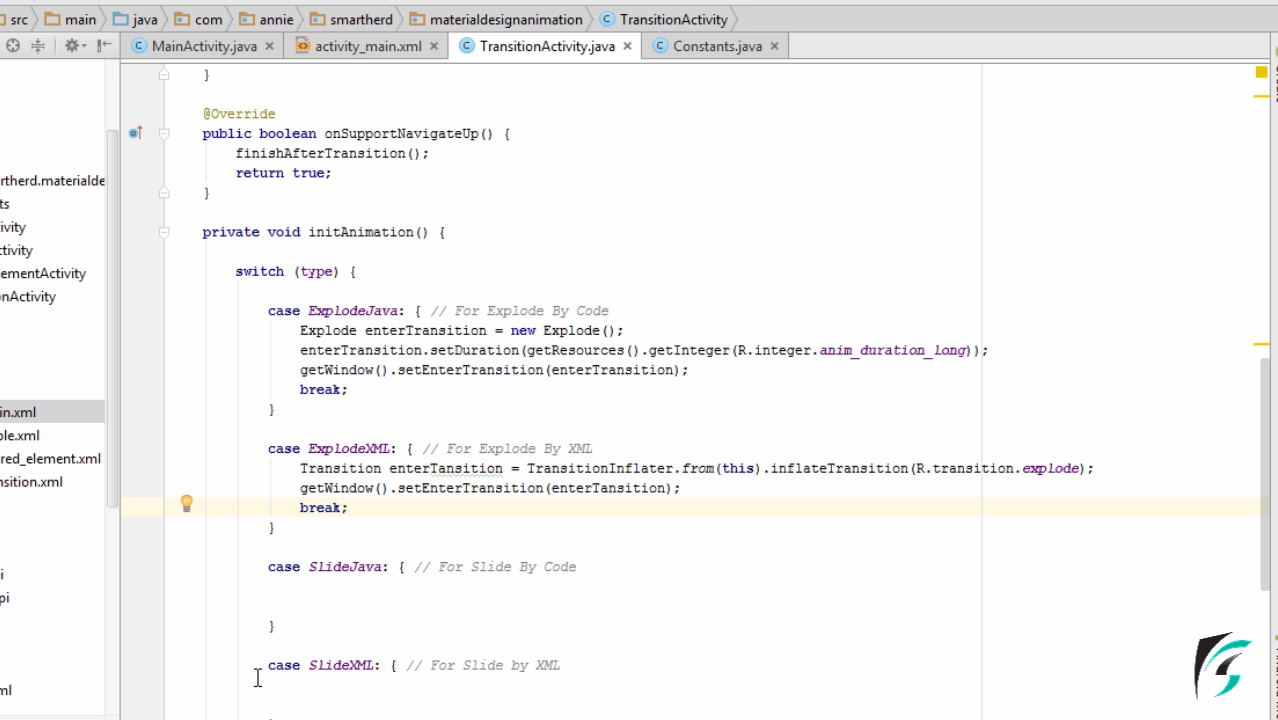 src main java com annie smartherd materialdesignanimation TransitionActivity
MainActivity.java activity_main.xml TransitionActivity.java Constants.java
}
@Override
public boolean onSupportNavigateUp() {
finishAfterTransition();
return true;
}
private void initAnimation() {
switch (type) {
case ExplodeJava: { // For Explode By Code
Explode enterTransition = new Explode();
enterTransition.setDuration(getResources().getInteger(R.integer.anim_duration_long));
getWindow().setEnterTransition(enterTransition);
break;
}
case ExplodeXML: { // For Explode By XML
Transition enterTansition = TransitionInflater.from(this).inflateTransition(R.transition.explode);
getWindow().setEnterTransition(enterTansition);
break;
}
case SlideJava: { // For Slide By Code
}
case SlideXML: { // For Slide by XML
rtherd.materialde
ts
ivity
ctivity
ementActivity
nActivity
in.xml
ple.xml
red_element.xml
nsition.xml
i
pi
ml